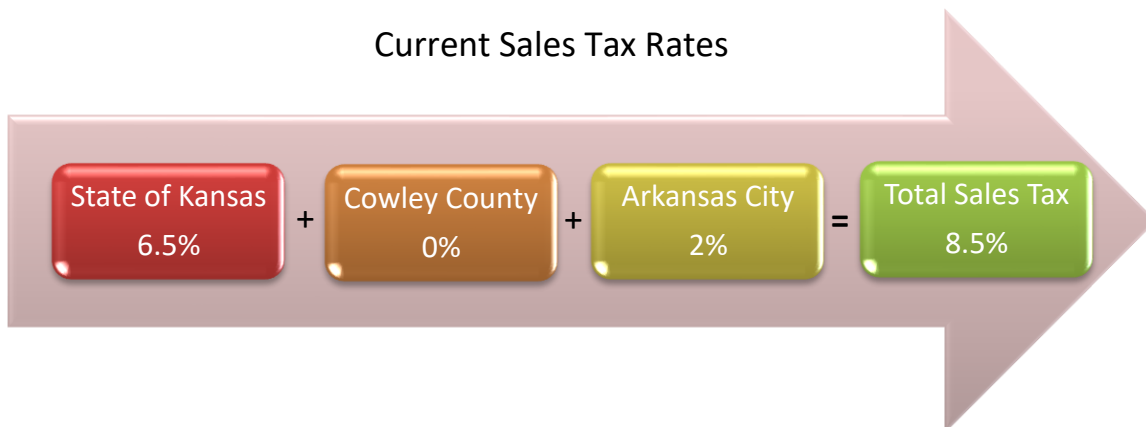 Current Sales Tax Rates
State of Kansas
6.5%
+
Cowley County
0%
+
Arkansas City
2%
=
Total Sales Tax
8.5%